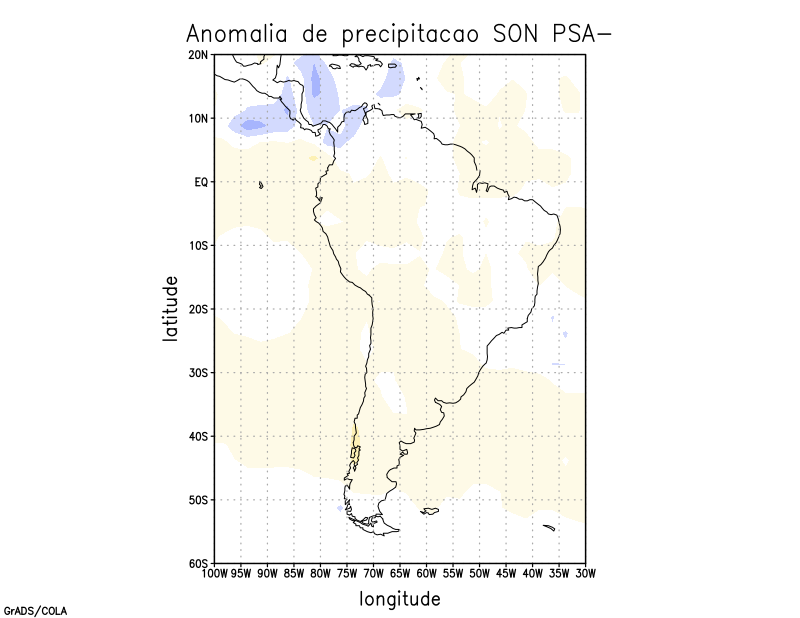 Anomalia de precipitacao SON PSA-
20N
10N
EQ
10S
20S
30S
40S
50S
60S
latitude
100W 95W 90W 85W 80W 75W 70W 65W 60W 55W 50W 45W 40W 35W 30W
longitude
GrADS/COLA